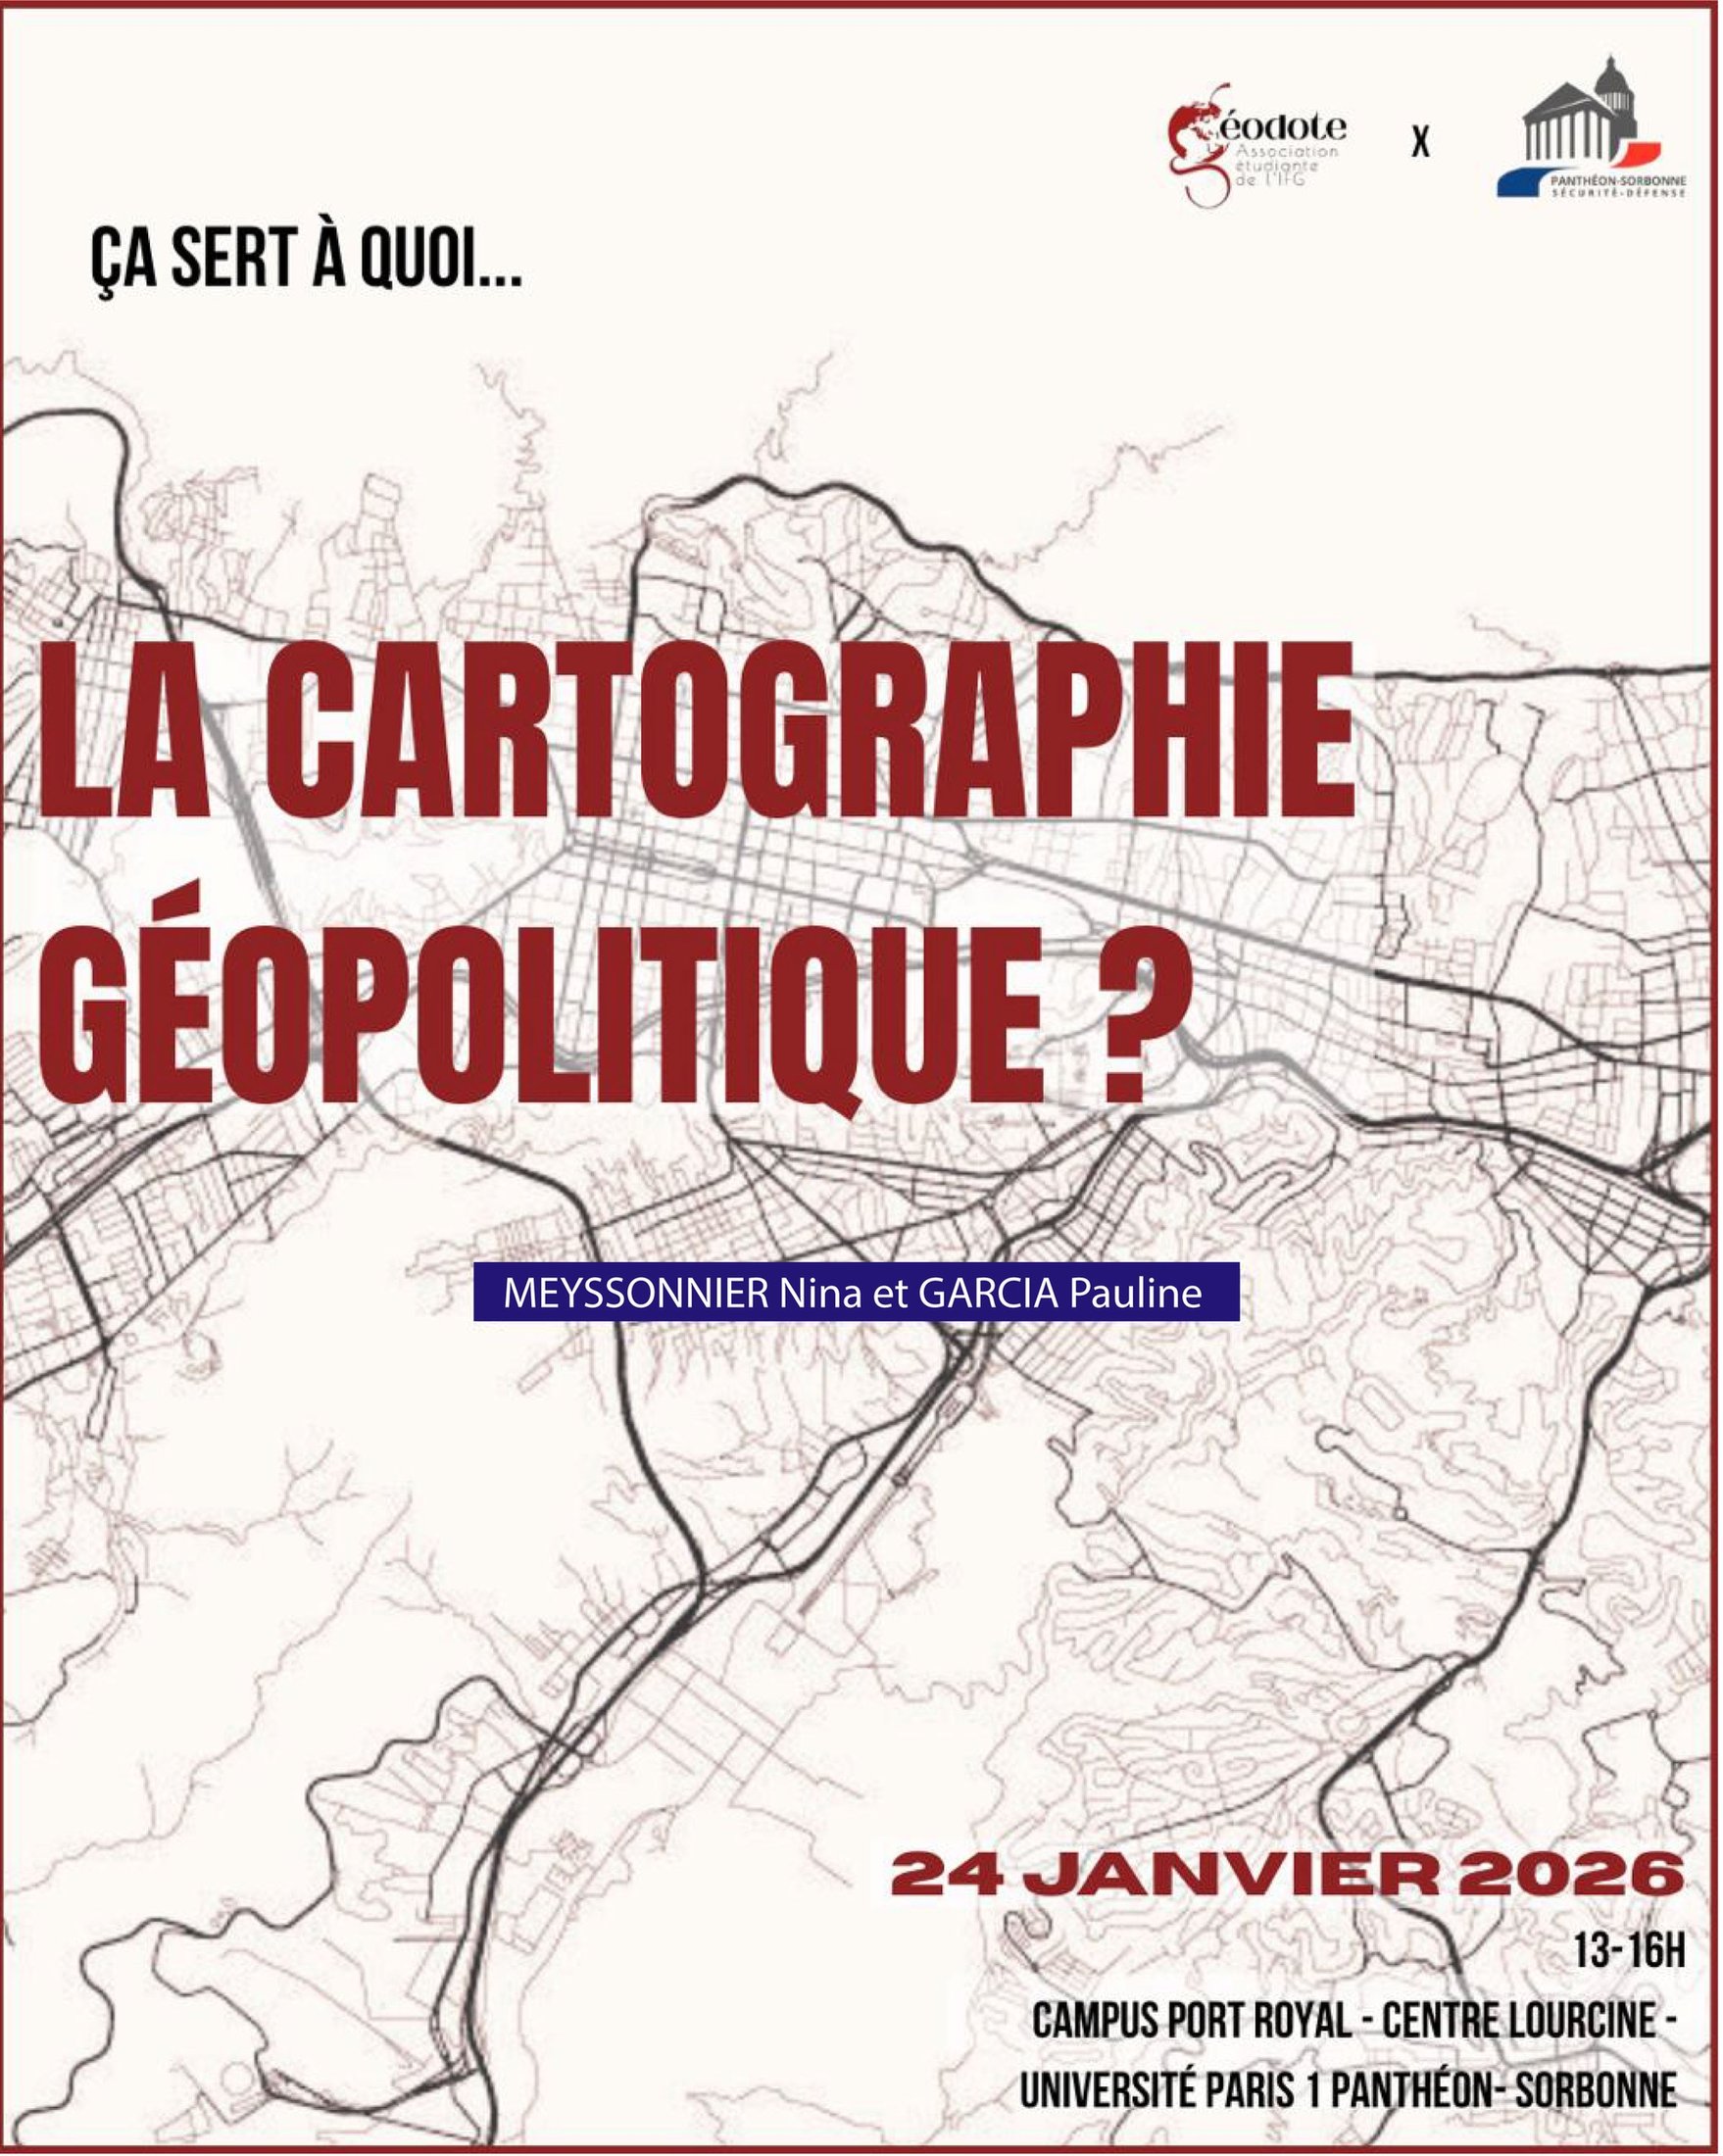 éodote
Association
étudiante
de l'IFG
X
PANTHÉON-SORBONNE
SÉCURITÉ-DÉFENSE
ÇA SERT À QUOI...
LA CARTOGRAPHIE
GÉOPOLITIQUE ?
MEYSSONNIER Nina et GARCIA Pauline
24 JANVIER 2026
13-16H
CAMPUS PORT ROYAL - CENTRE LOURCINE -
UNIVERSITÉ PARIS 1 PANTHÉON- SORBONNE